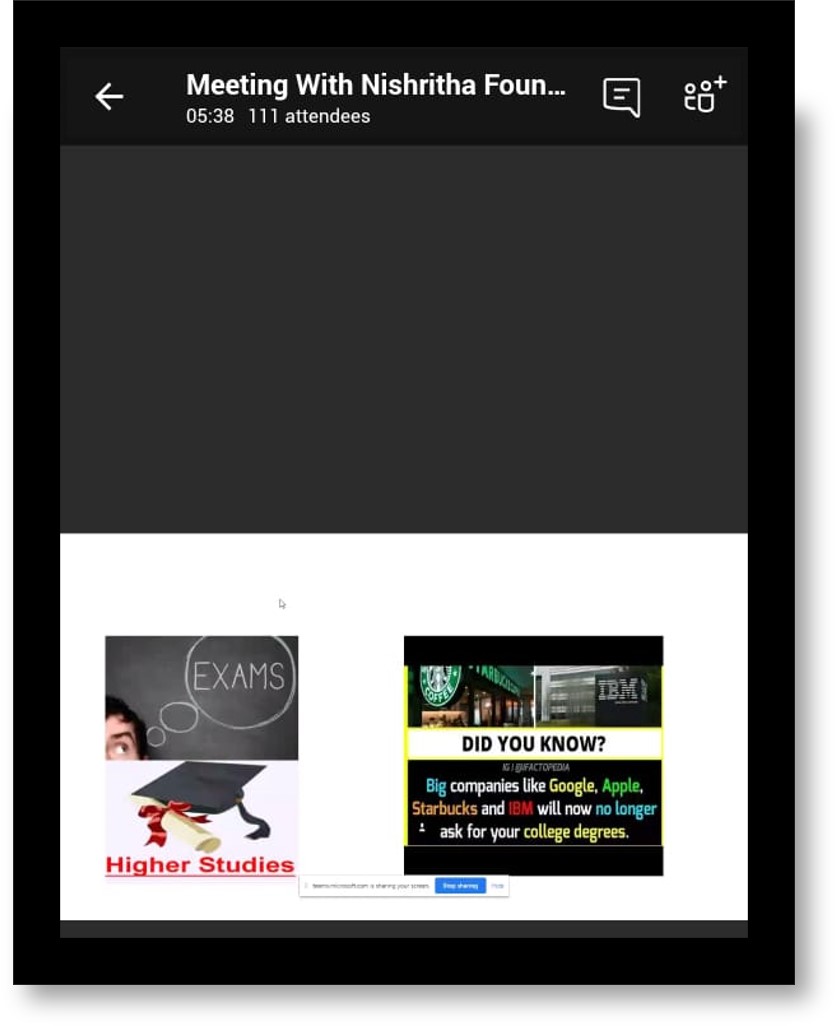 Meeting With Nishritha Foun...
05:38 111 attendees
EXAMS
Higher Studies
STARBUCKS
COFFEE
IBM
DID YOU KNOW?
IG | @IFACTOPEDIA
Big companies like Google, Apple,
Starbucks and IBM will now no longer
ask for your college degrees.
teams.microsoft.com is sharing your screen. Stop sharing Hide